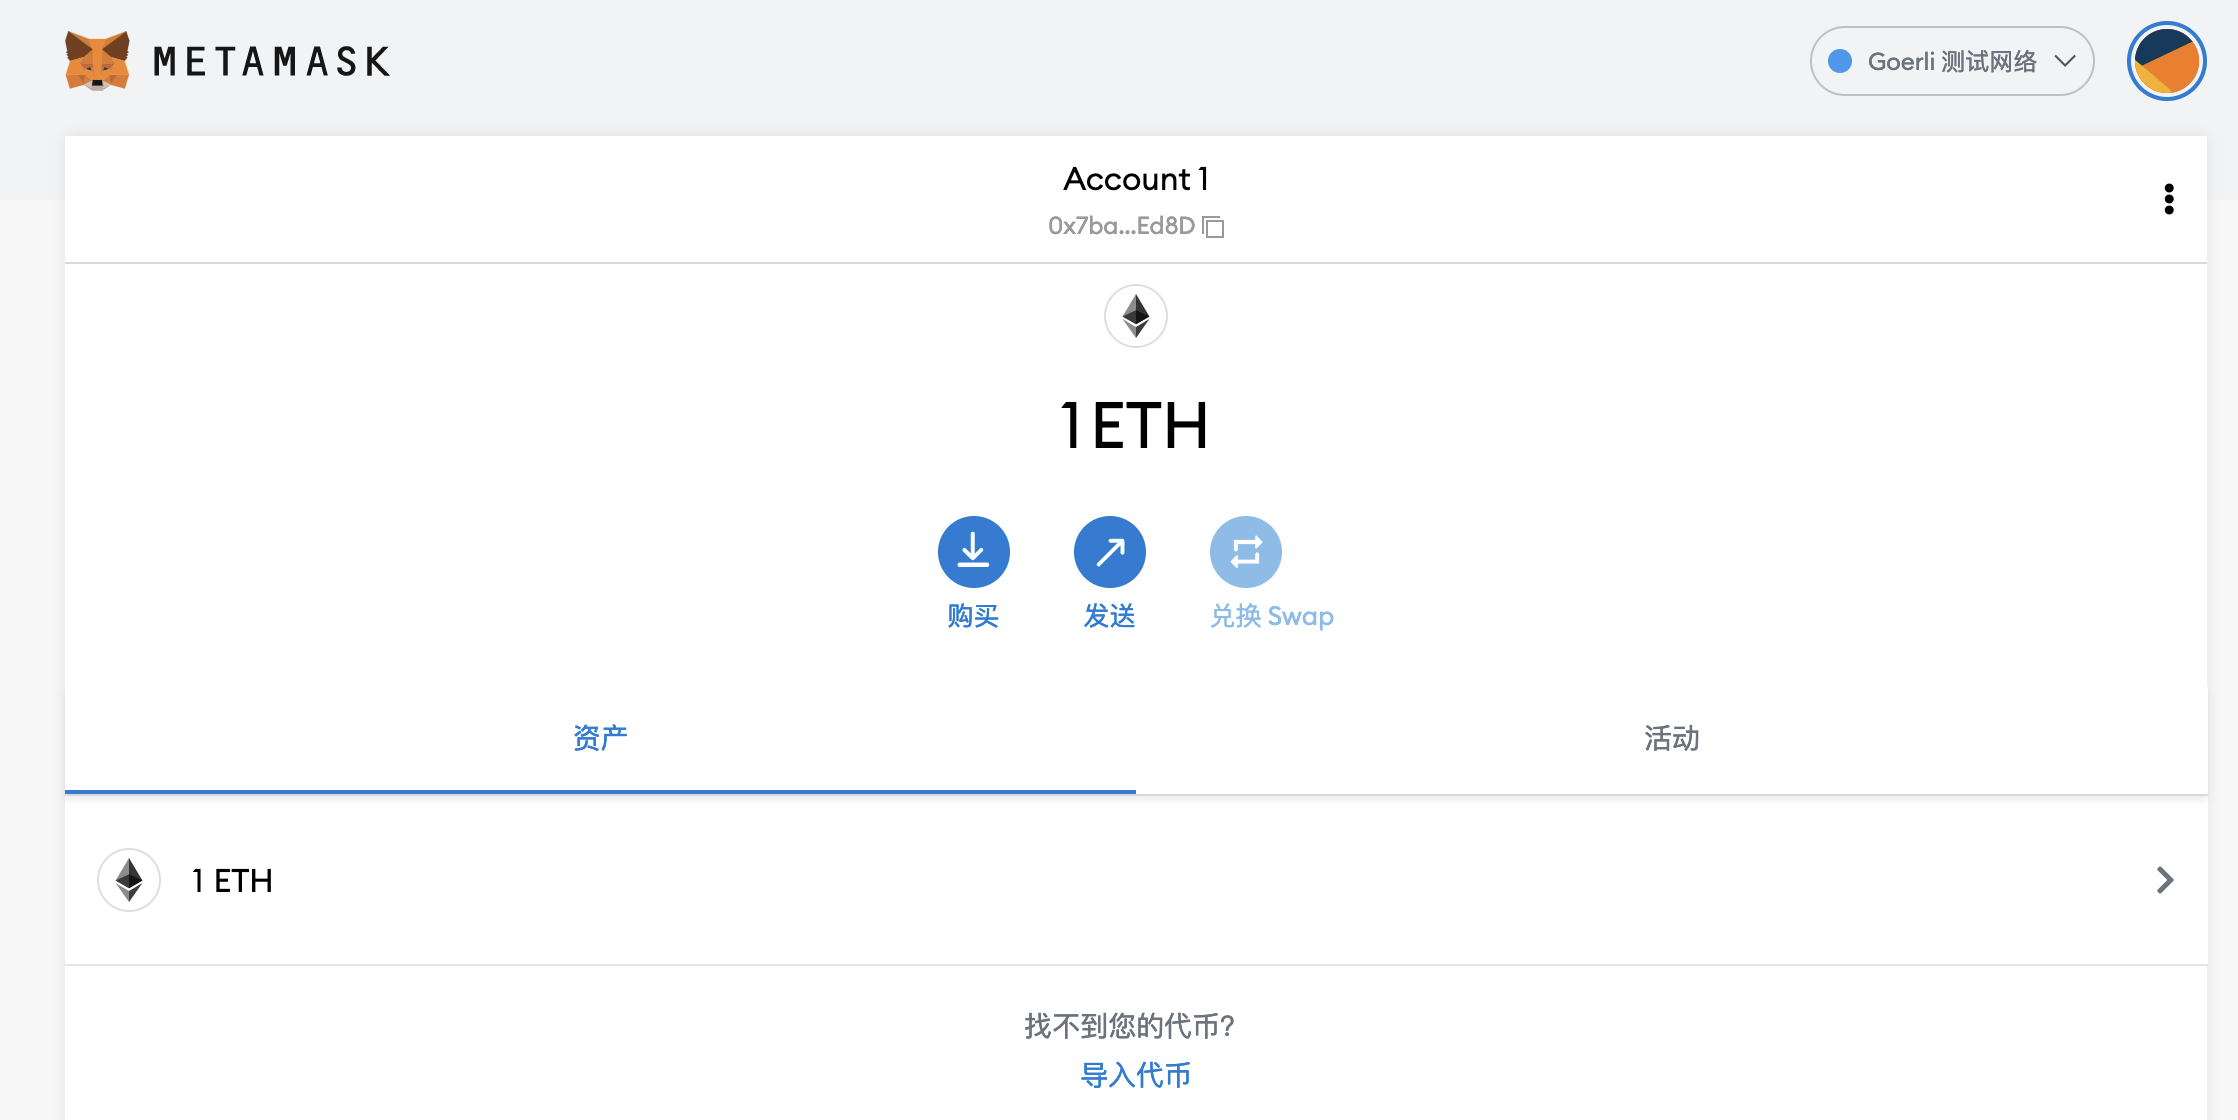 METAMASK
Goerli 测试网络
Account 1
0x7ba...Ed8D
1 ETH
购买
发送
兑换 Swap
资产
活动
1 ETH
找不到您的代币?
导入代币